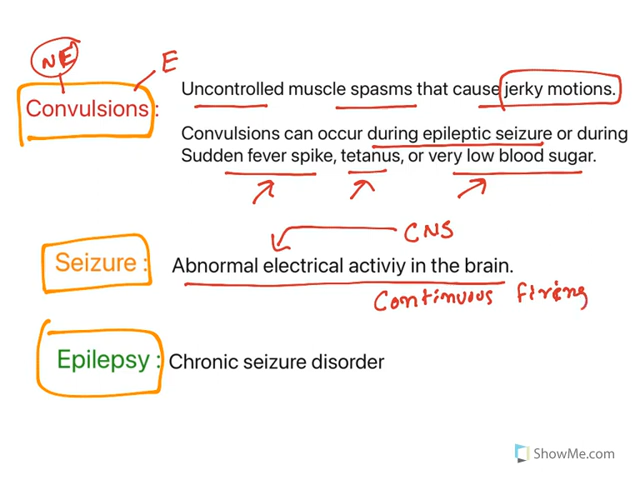 NE
E
Convulsions : Uncontrolled muscle spasms that cause jerky motions.
Convulsions can occur during epileptic seizure or during
Sudden fever spike, tetanus, or very low blood sugar.
CNS
Seizure : Abnormal electrical activiy in the brain.
Continuous firing
Epilepsy : Chronic seizure disorder
ShowMe.com